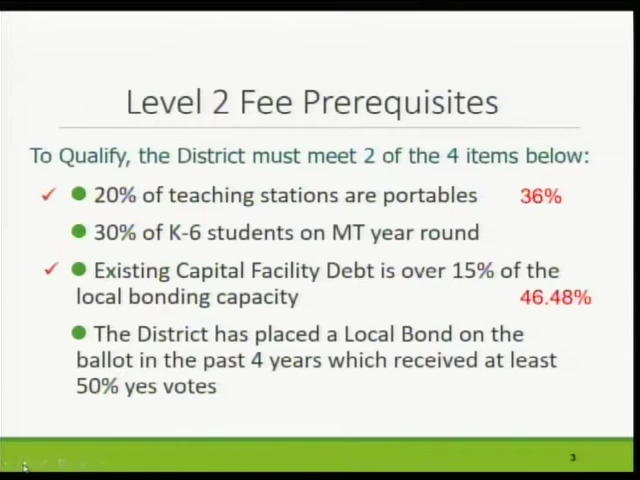 Level 2 Fee Prerequisites
To Qualify, the District must meet 2 of the 4 items below:
✓ ● 20% of teaching stations are portables 36%
● 30% of K-6 students on MT year round
✓ ● Existing Capital Facility Debt is over 15% of the
local bonding capacity 46.48%
● The District has placed a Local Bond on the
ballot in the past 4 years which received at least
50% yes votes
3